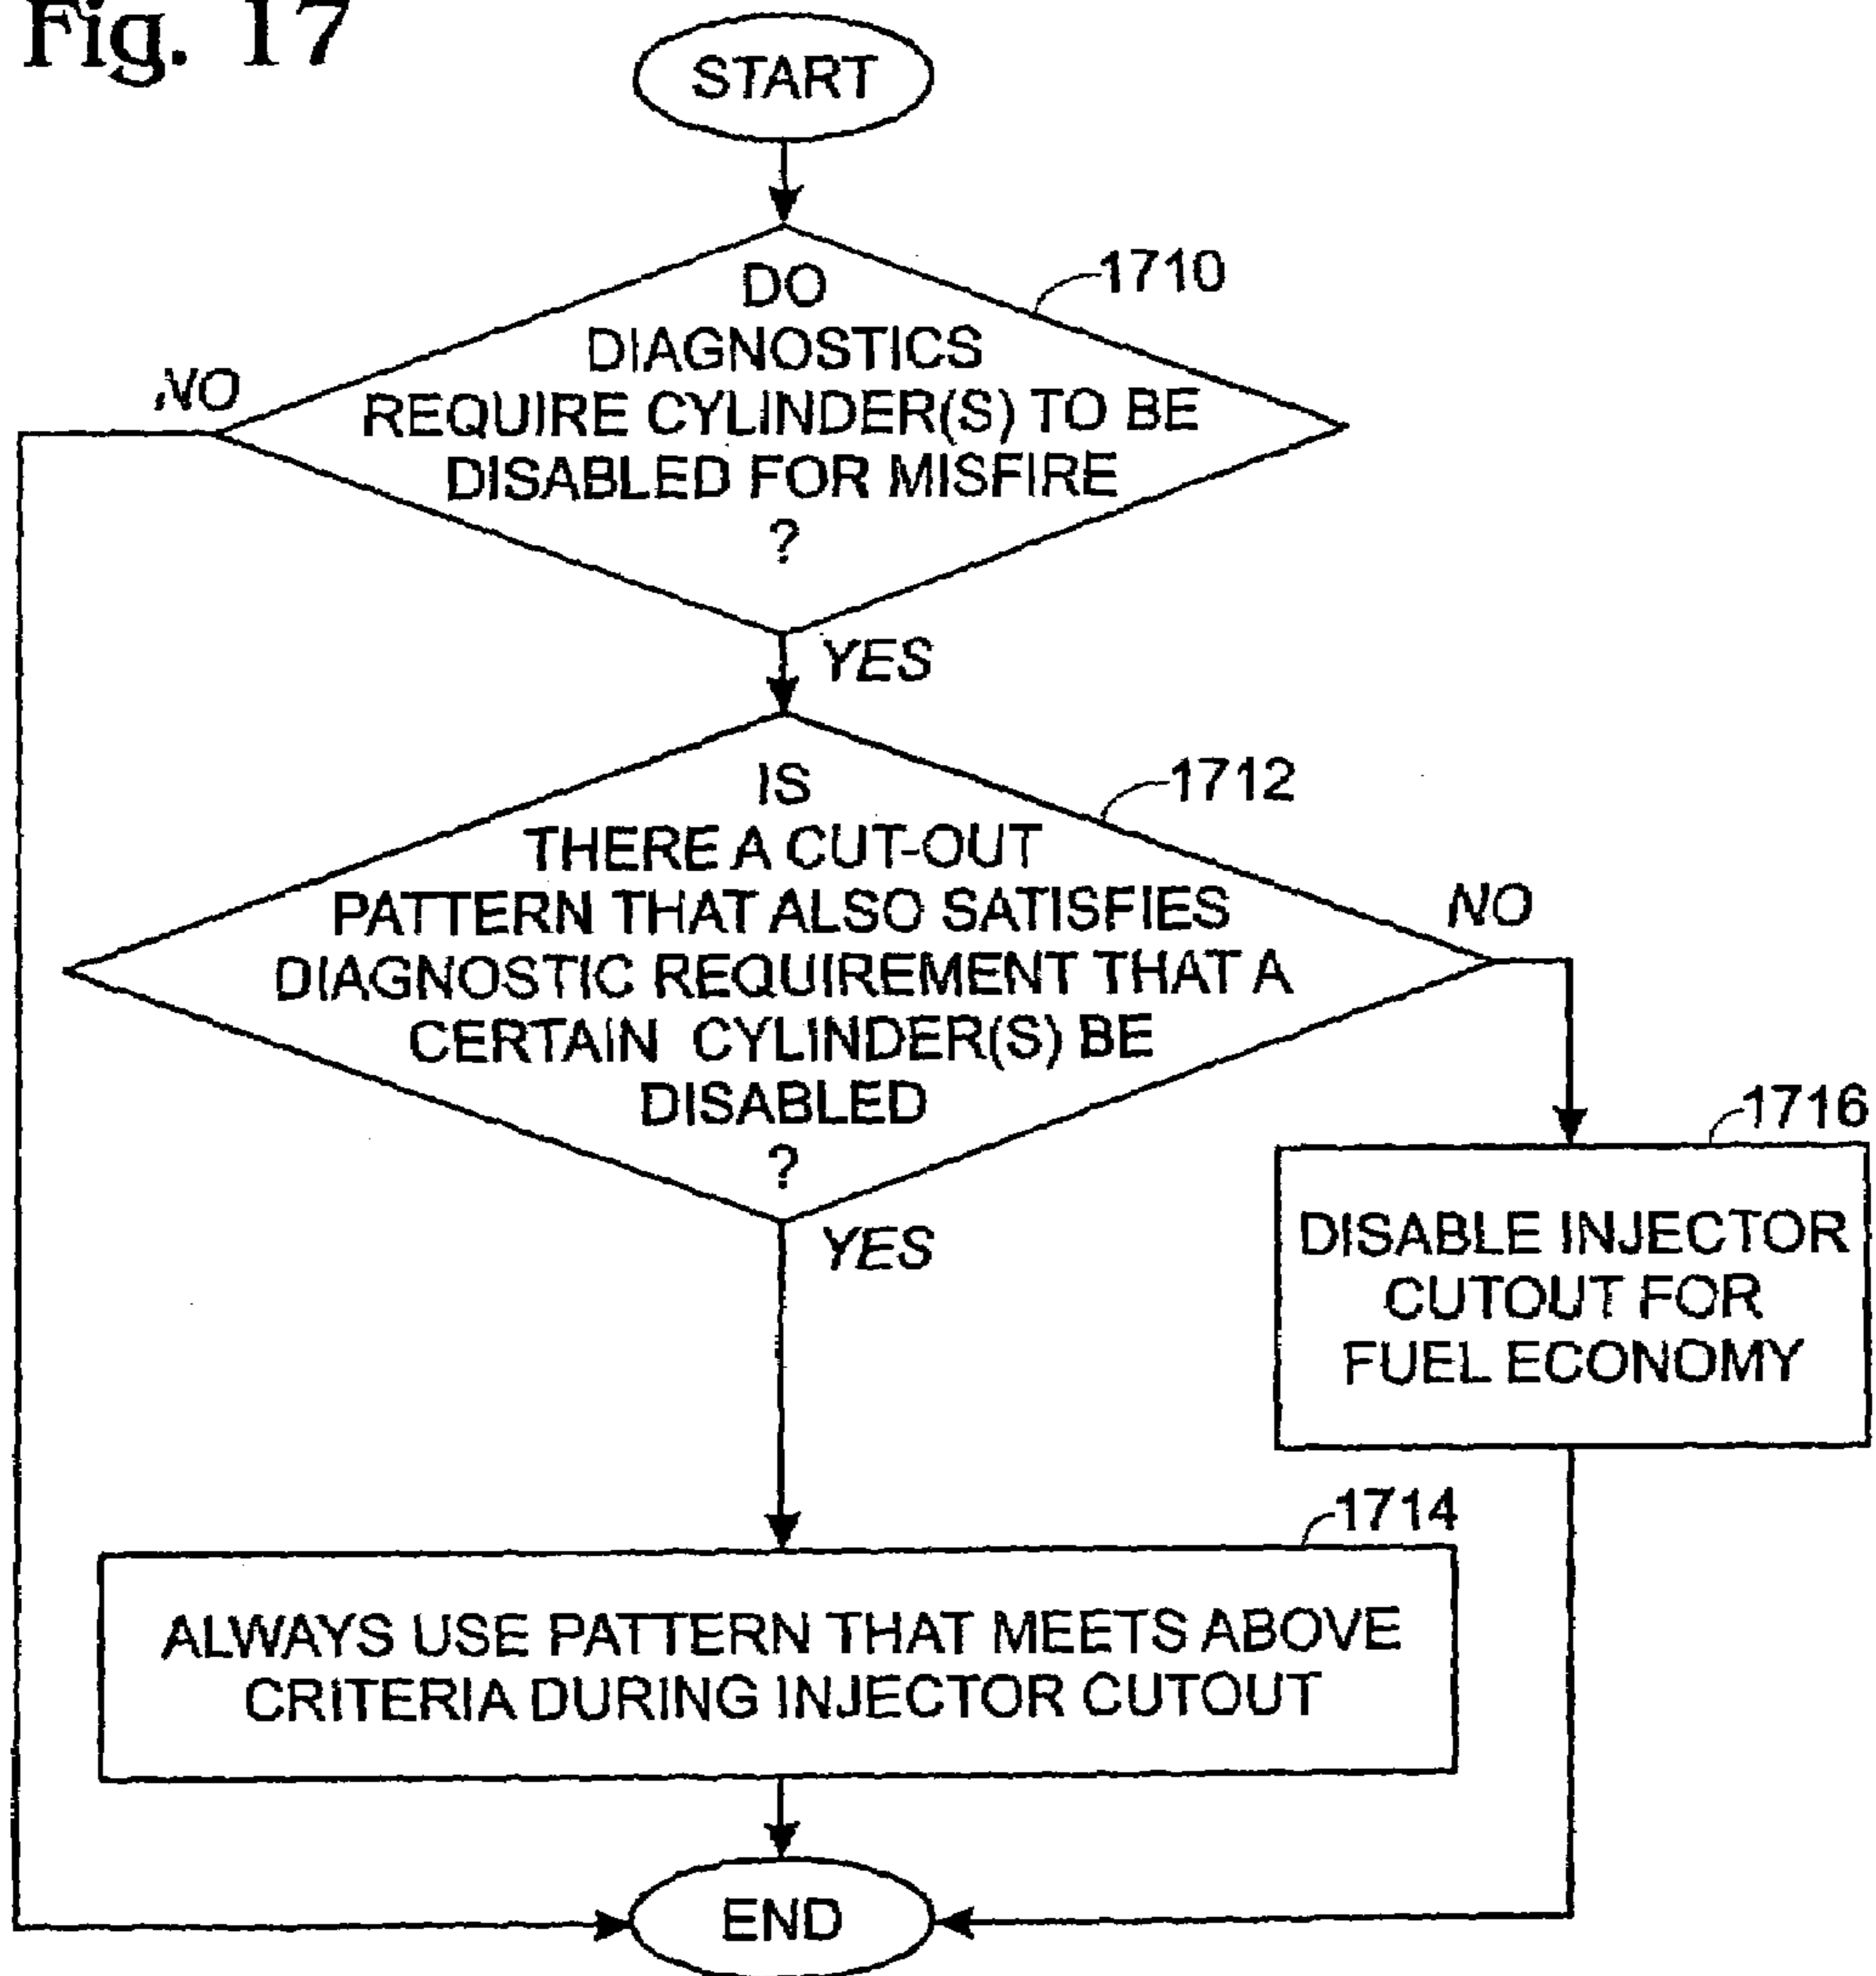 Fig. 17
START
1710
DO
DIAGNOSTICS
REQUIRE CYLINDER(S) TO BE
DISABLED FOR MISFIRE
?
NO
YES
1712
IS
THERE A CUT-OUT
PATTERN THAT ALSO SATISFIES
DIAGNOSTIC REQUIREMENT THAT A
CERTAIN CYLINDER(S) BE
DISABLED
?
NO
YES
1716
DISABLE INJECTOR
CUTOUT FOR
FUEL ECONOMY
1714
ALWAYS USE PATTERN THAT MEETS ABOVE
CRITERIA DURING INJECTOR CUTOUT
END